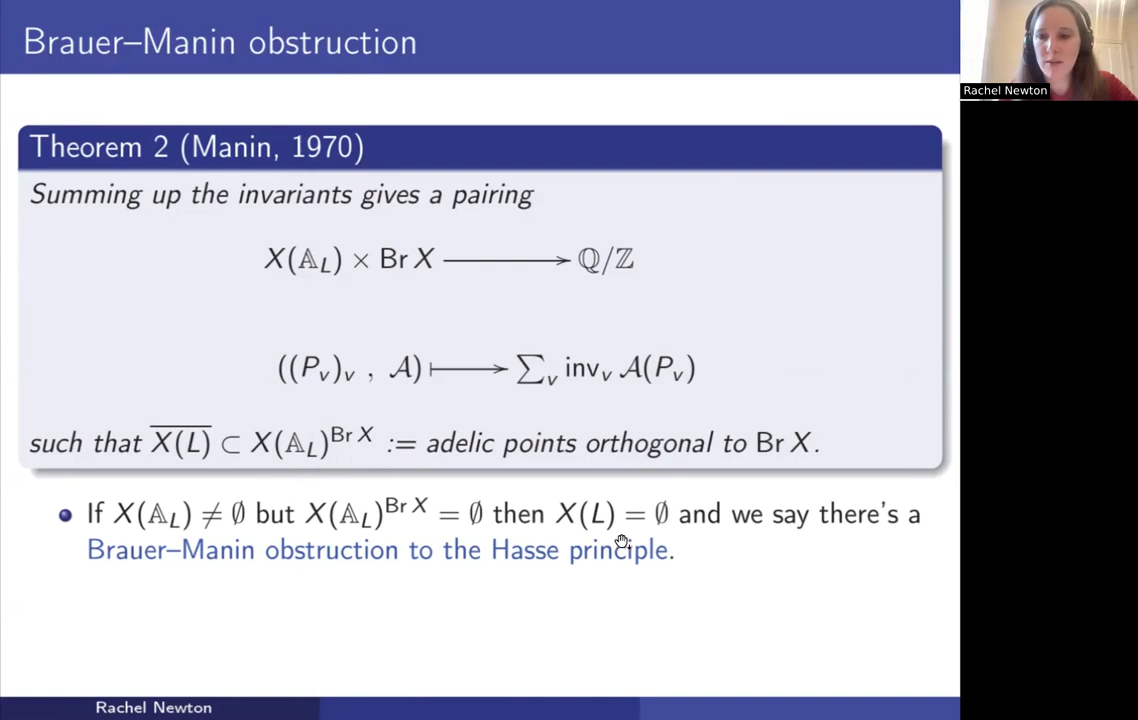 Brauer–Manin obstruction
Rachel Newton
Theorem 2 (Manin, 1970)
Summing up the invariants gives a pairing
X(𝔸_L) × Br X ⟶ ℚ/ℤ
((P_v)_v , 𝒜) ⟼ ∑_v inv_v 𝒜(P_v)
such that \overline{X(L)} ⊂ X(𝔸_L)^{Br X} := adelic points orthogonal to Br X.
If X(𝔸_L) ≠ ∅ but X(𝔸_L)^{Br X} = ∅ then X(L) = ∅ and we say there's a
Brauer–Manin obstruction to the Hasse principle.
Rachel Newton